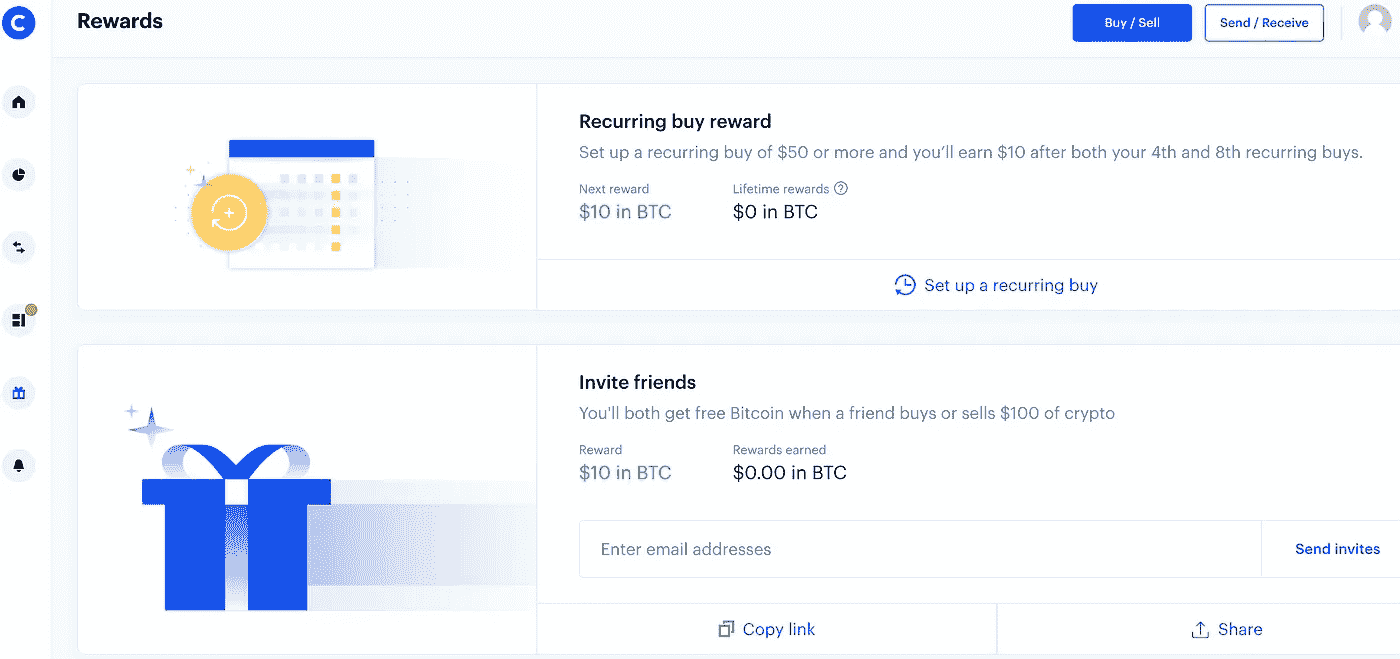 C
Rewards
Buy / Sell
Send / Receive
Recurring buy reward
Set up a recurring buy of $50 or more and you’ll earn $10 after both your 4th and 8th recurring buys.
Next reward
Lifetime rewards ?
$10 in BTC
$0 in BTC
Set up a recurring buy
Invite friends
You'll both get free Bitcoin when a friend buys or sells $100 of crypto
Reward
Rewards earned
$10 in BTC
$0.00 in BTC
Enter email addresses
Send invites
Copy link
Share